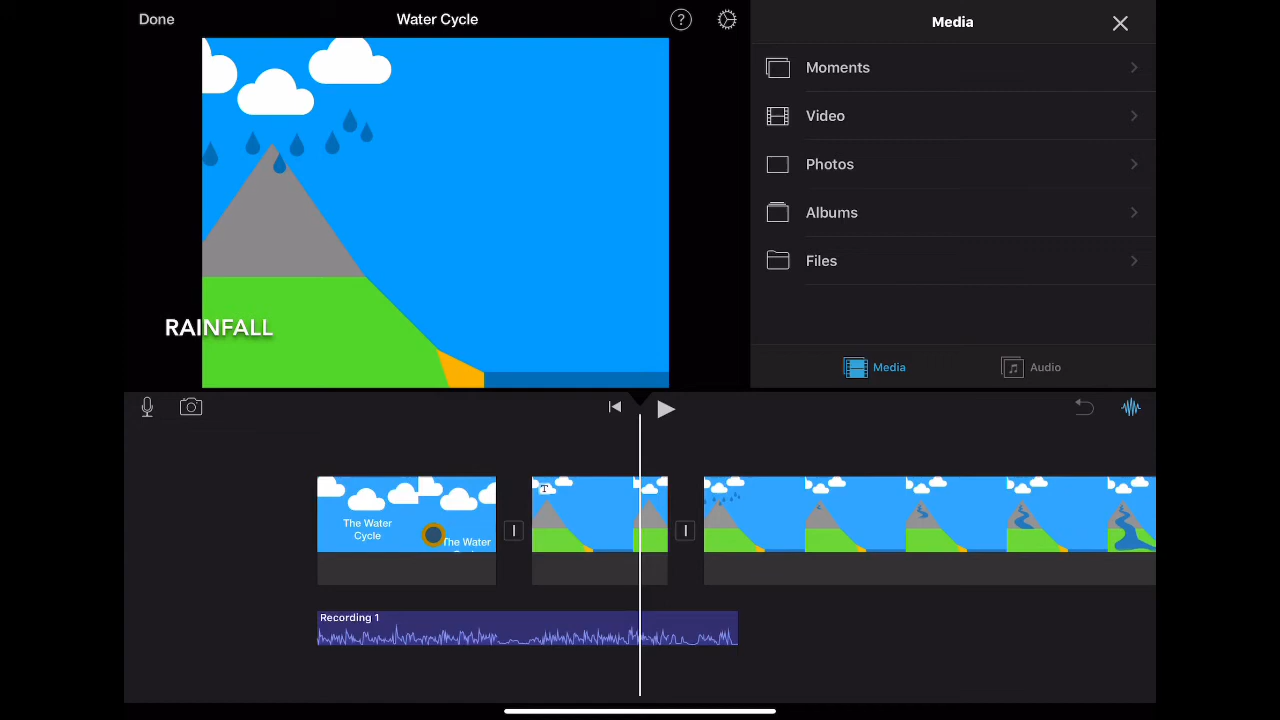 Done
Water Cycle
?
Media
Moments
Video
Photos
Albums
Files
RAINFALL
Media
Audio
T
The Water
Cycle
The Water
Recording 1